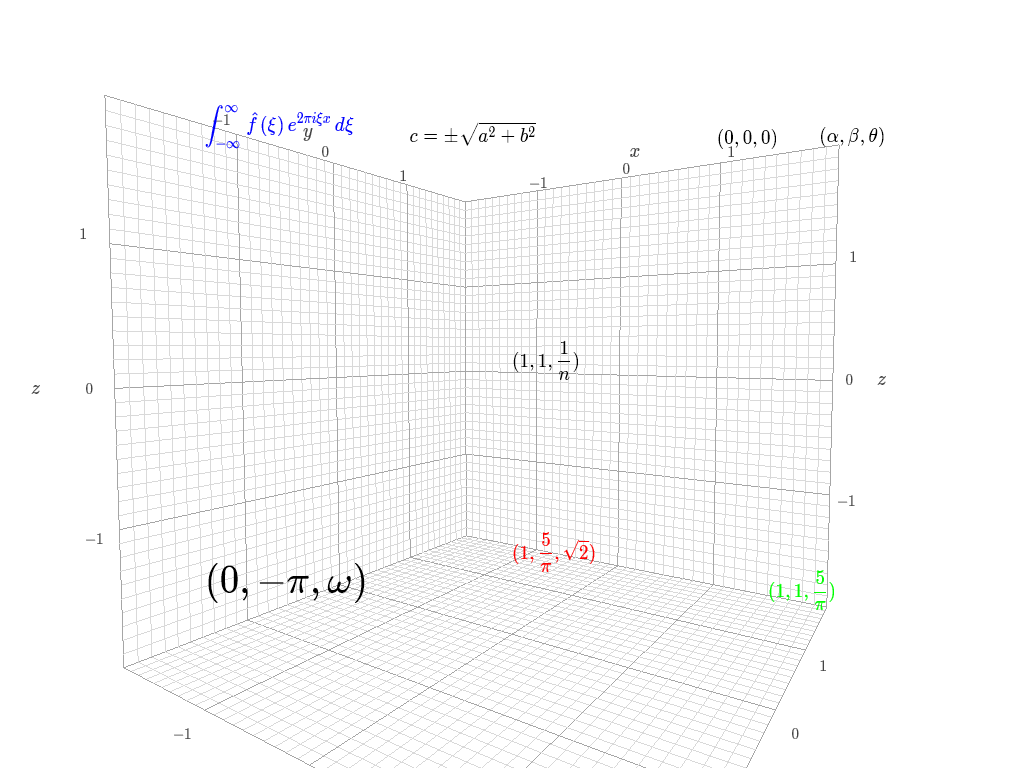 ∫_{−∞}^{∞} f̂(ξ) e^{2πiξx} dξ
−1
y
c = ±√(a² + b²)
(0, 0, 0)
(α, β, θ)
0
x
1
0
1
−1
1
1
(1, 1, 1/n)
z
0
0
z
−1
−1
(1, 5/π, √2)
(0, −π, ω)
(1, 1, 5/π)
1
−1
0